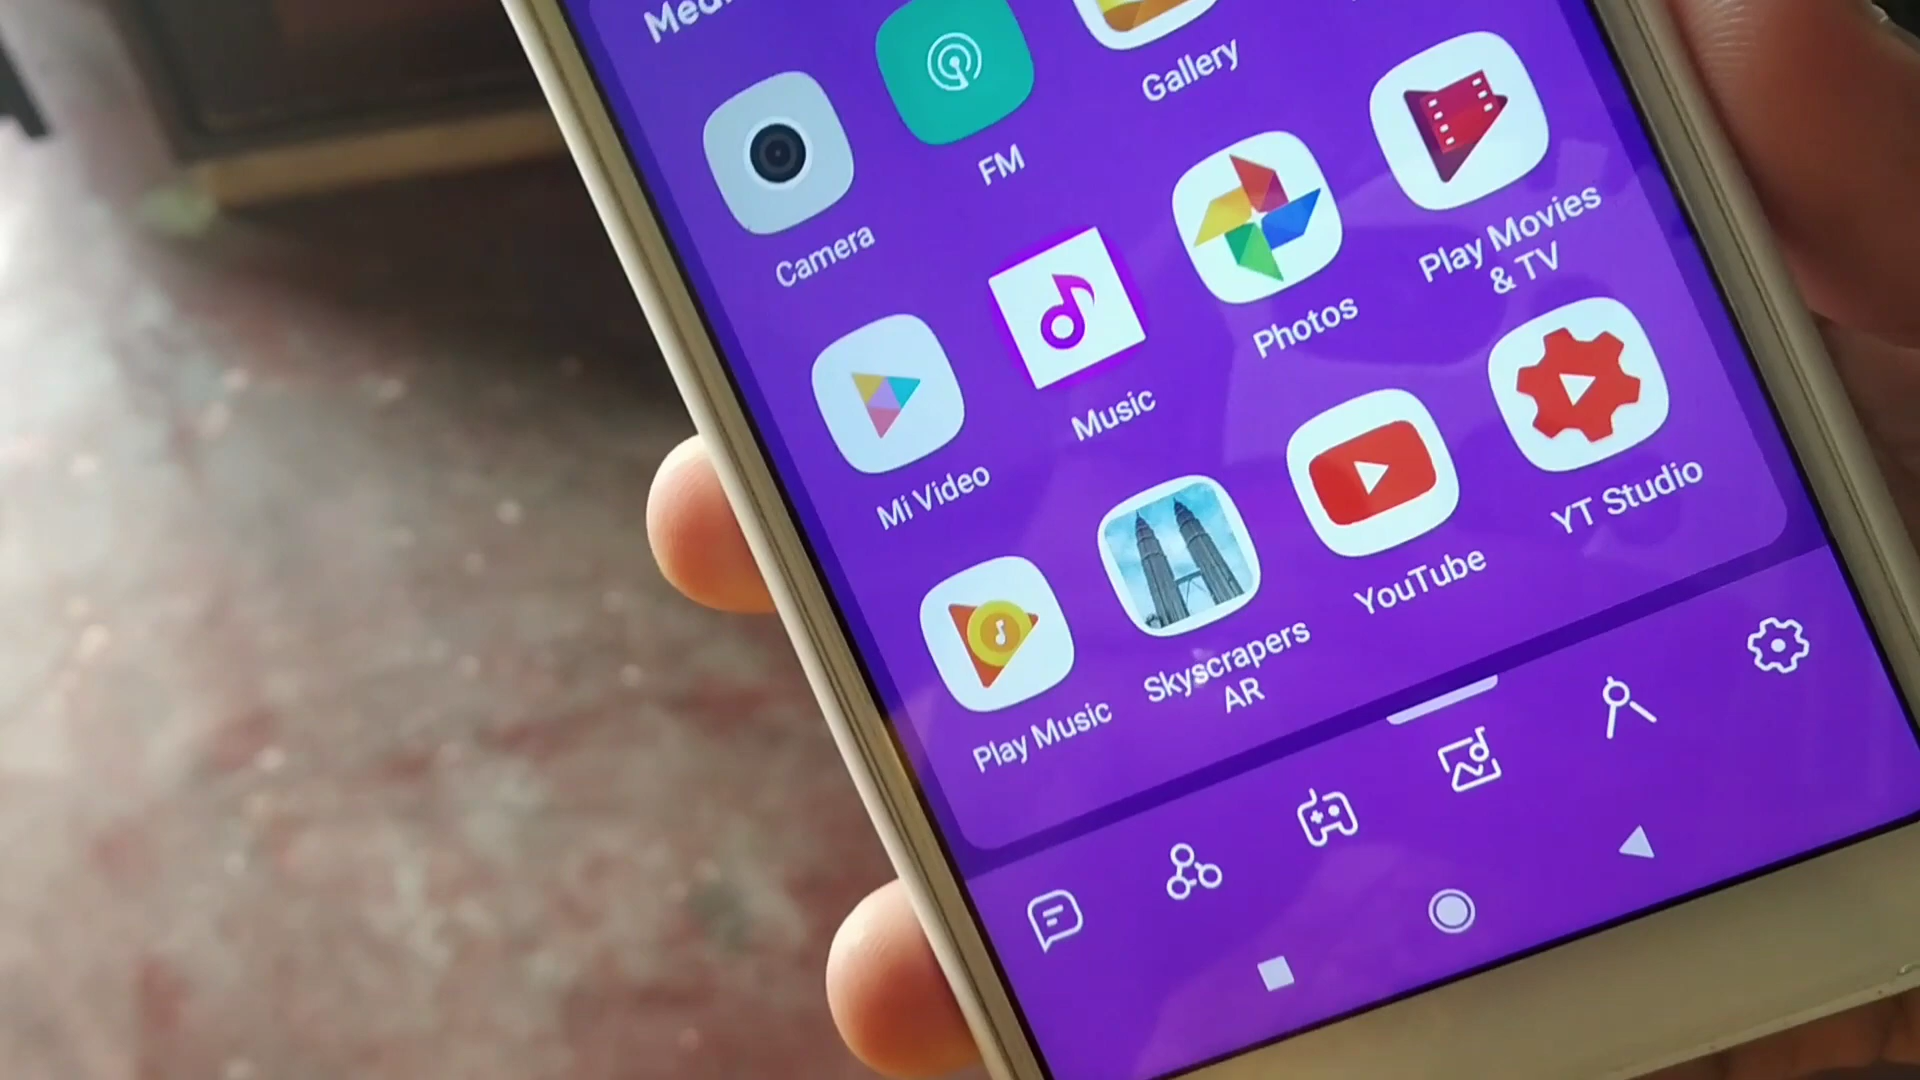 Camera
FM
Gallery
Mi Video
Music
Photos
Play Movies
& TV
Play Music
Skyscrapers
AR
YouTube
YT Studio